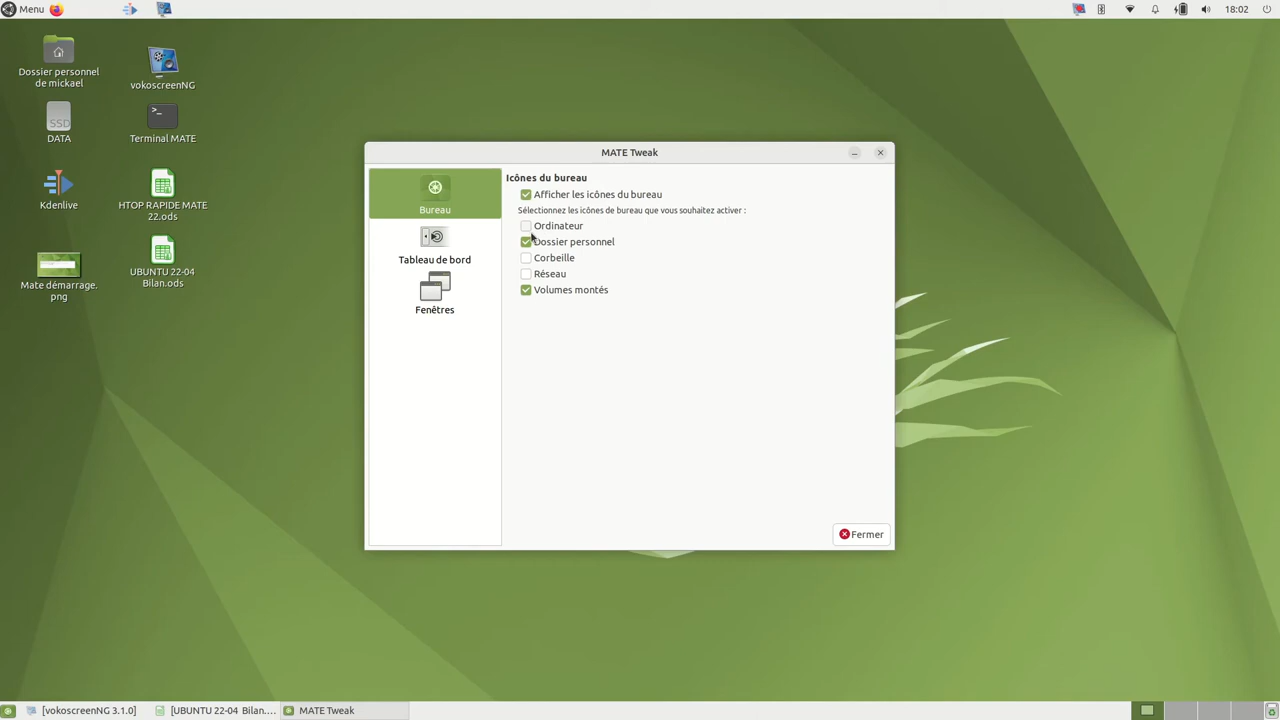 Menu
18:02
Dossier personnel
de mickael
vokoscreenNG
SSD
DATA
>_
Terminal MATE
Kdenlive
HTOP RAPIDE MATE
22.ods
Mate démarrage.
png
UBUNTU 22-04
Bilan.ods
MATE Tweak
Bureau
Tableau de bord
Fenêtres
Icônes du bureau
Afficher les icônes du bureau
Sélectionnez les icônes de bureau que vous souhaitez activer :
Ordinateur
Dossier personnel
Corbeille
Réseau
Volumes montés
Fermer
[vokoscreenNG 3.1.0]
[UBUNTU 22-04 Bilan....
MATE Tweak